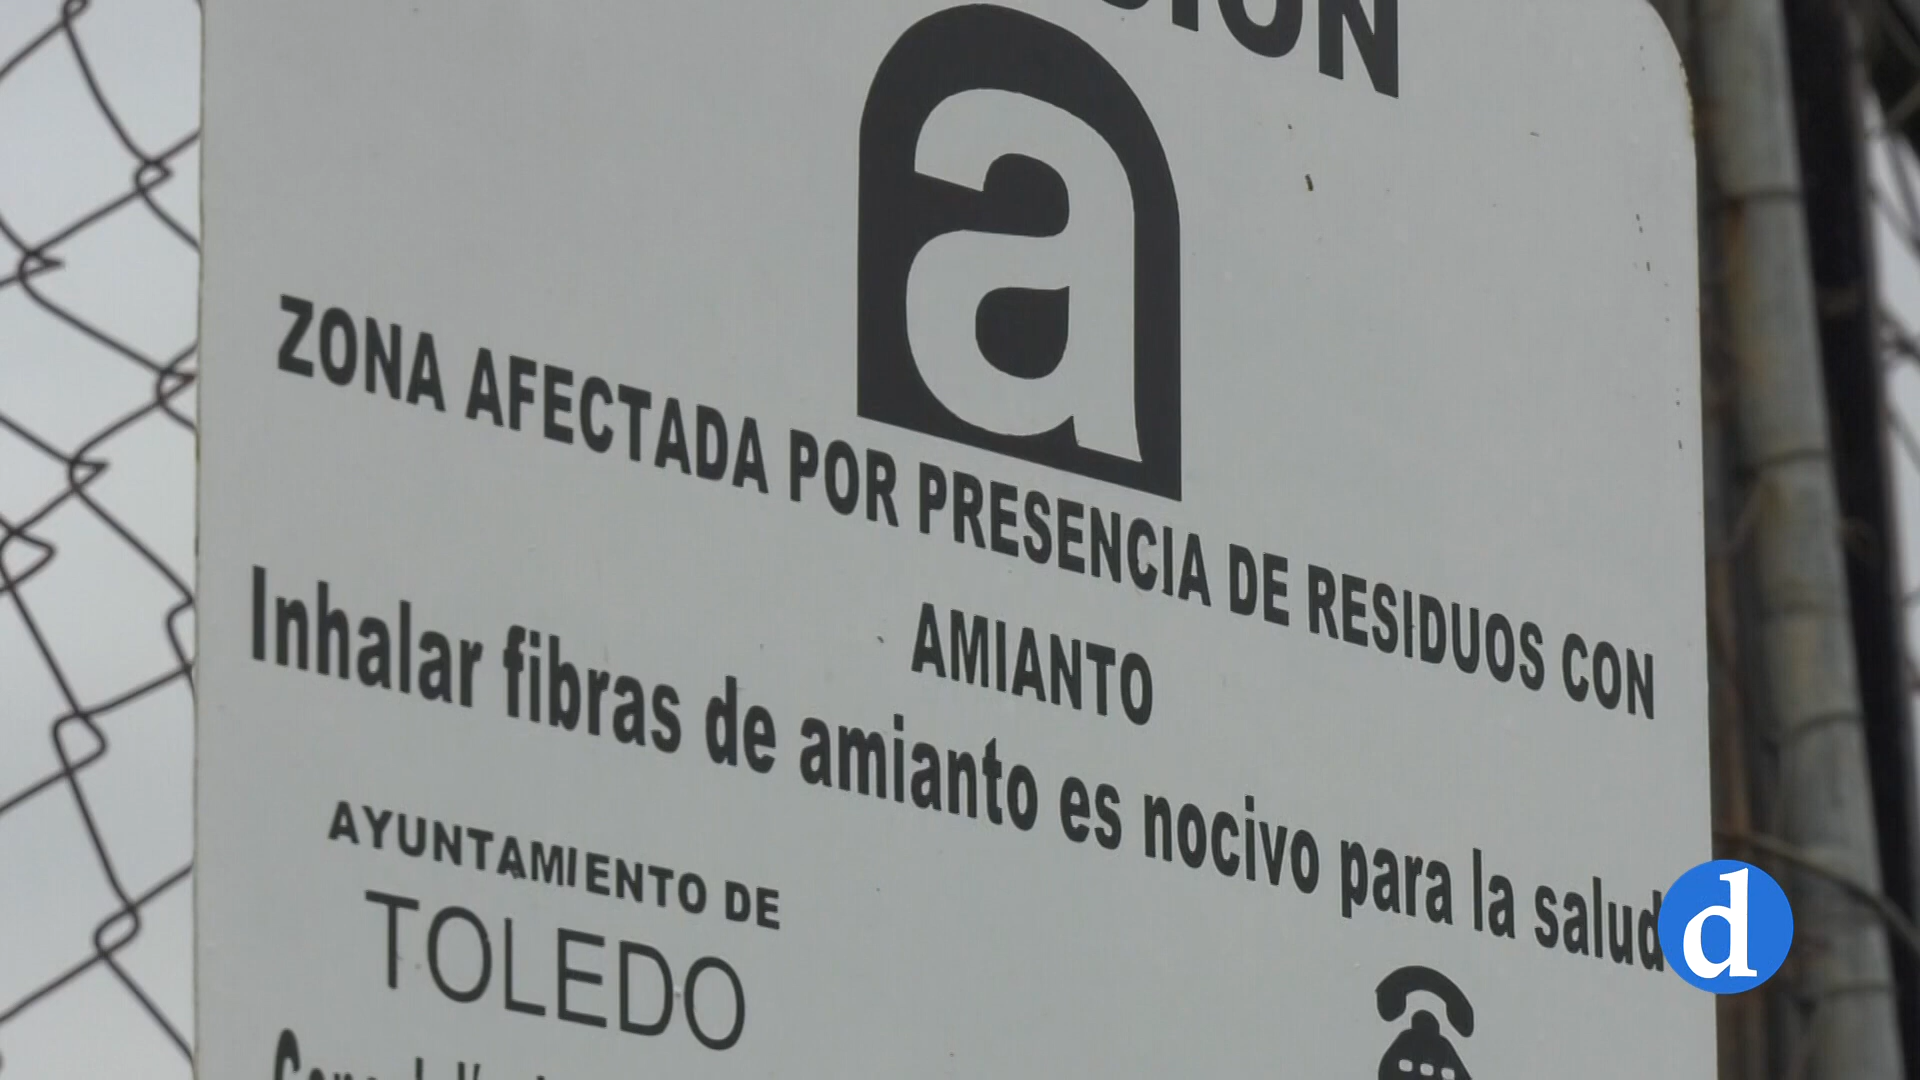 a
ZONA AFECTADA POR PRESENCIA DE RESIDUOS CON
AMIANTO
Inhalar fibras de amianto es nocivo para la salud
AYUNTAMIENTO DE
TOLEDO
d